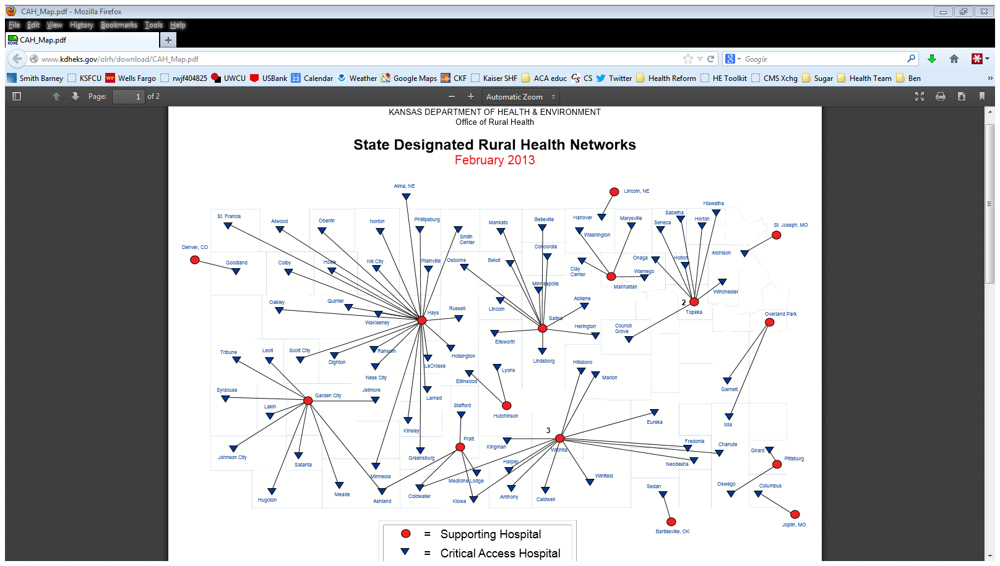 CAH_Map.pdf - Mozilla Firefox
File Edit View History Bookmarks Tools Help
KDHE CAH_Map.pdf +
www.kdheks.gov/olrh/download/CAH_Map.pdf
Google
Smith Barney KSFCU WF Wells Fargo rwjf404825 UWCU USBank 23 Calendar Weather Google Maps CKF Kaiser SHF ACA educ CS CS Twitter Health Reform HE Toolkit CMS Xchg Sugar Health Team Ben »
Page: 1 of 2
Automatic Zoom
KANSAS DEPARTMENT OF HEALTH & ENVIRONMENT
Office of Rural Health
State Designated Rural Health Networks
February 2013
Alma, NE
Lincoln, NE
Hiawatha
St. Francis
Atwood
Oberlin
Norton
Phillipsburg
Mankato
Belleville
Hanover
Marysville
Sabetha
Seneca
Horton
St. Joseph, MO
Smith
Center
Washington
Denver, CO
Concordia
Atchison
Goodland
Colby
Hoxie
Hill City
Plainville
Osborne
Beloit
Clay
Center
Onaga
Holton
Wamego
Minneapolis
Manhattan
Winchester
Oakley
Quinter
Russell
Lincoln
Abilene
2
Topeka
Hays
WaKeeney
Salina
Herington
Council
Grove
Overland Park
Ellsworth
Tribune
Leoti
Scott City
Dighton
Ransom
Hoisington
Lindsborg
Hillsboro
LaCrosse
Ness City
Ellinwood
Lyons
Marion
Syracuse
Garden City
Jetmore
Larned
Garnett
Lakin
Stafford
Hutchinson
Kinsley
Eureka
Iola
3
Pratt
Kingman
Wichita
Fredonia
Chanute
Girard
Johnson City
Satanta
Greensburg
Harper
Neodesha
Pittsburg
Minneola
Medicine Lodge
Winfield
Hugoton
Meade
Ashland
Coldwater
Kiowa
Anthony
Caldwell
Sedan
Oswego
Columbus
Bartlesville, OK
Joplin, MO
= Supporting Hospital
= Critical Access Hospital